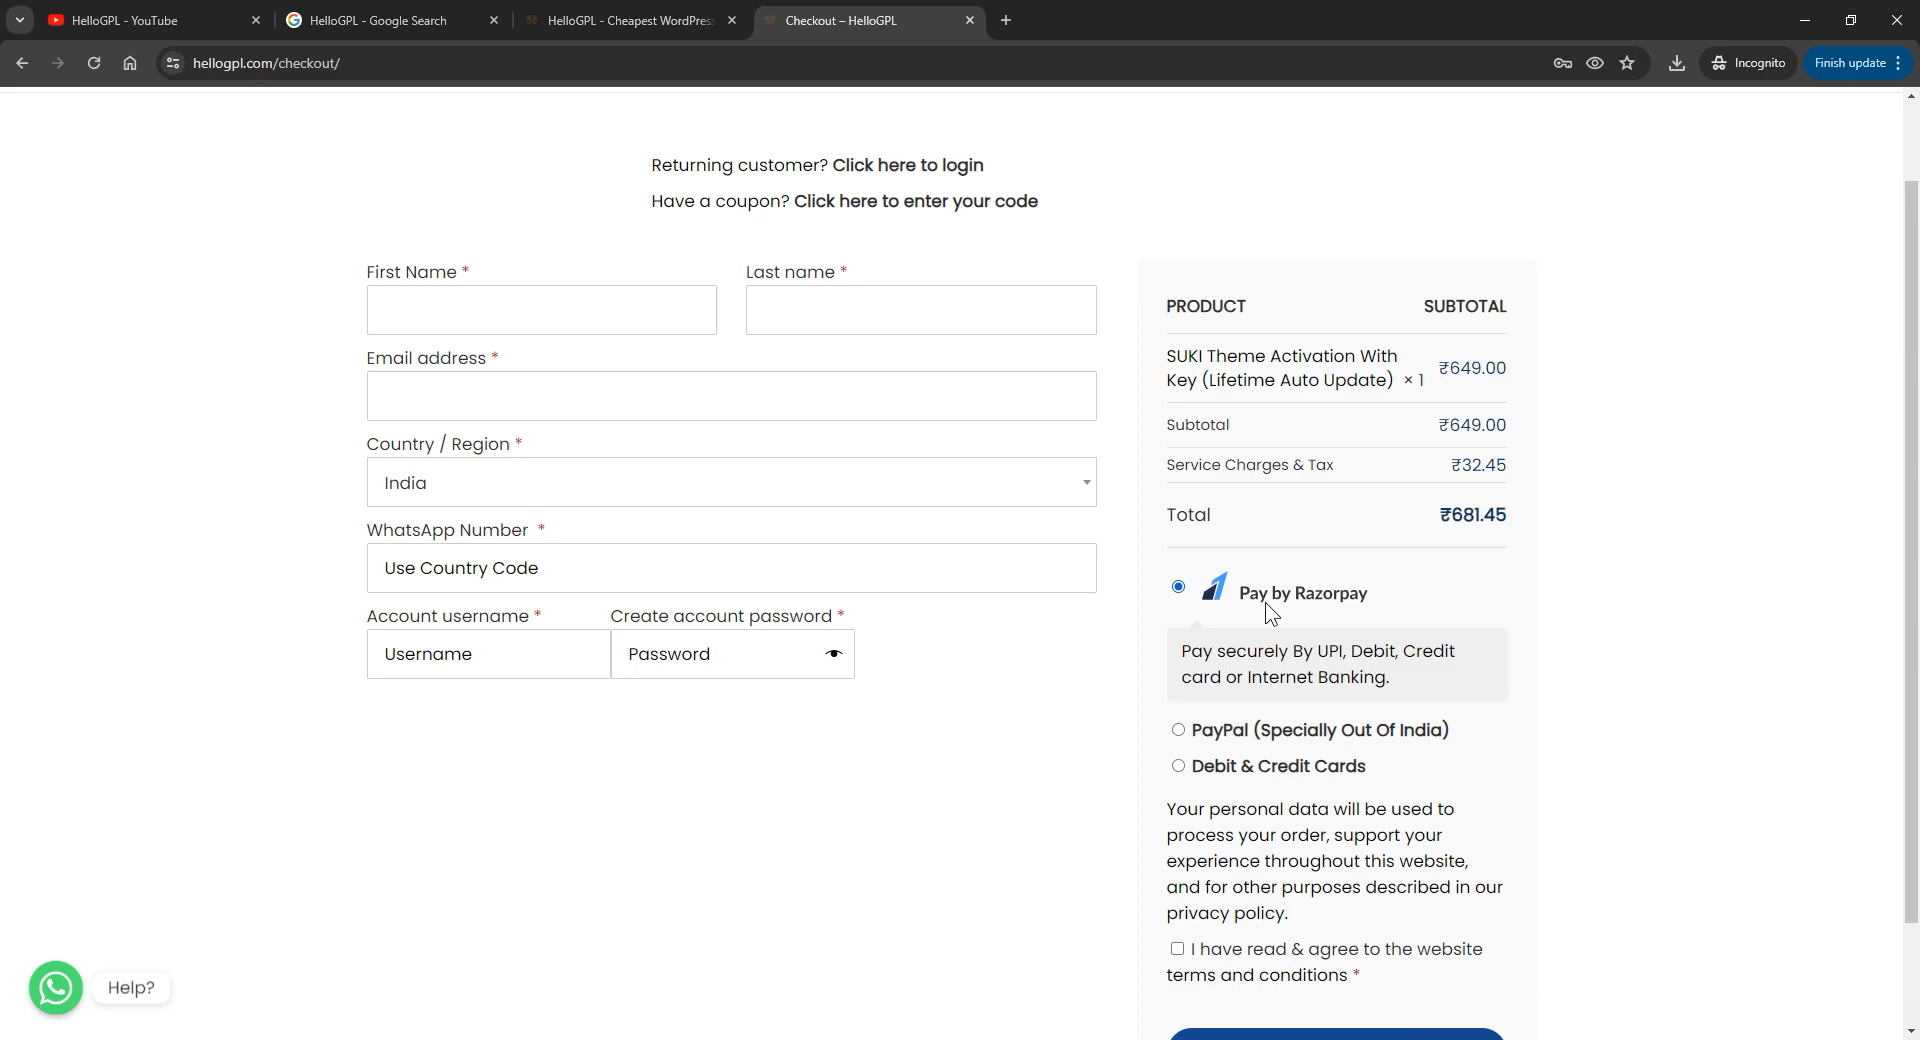 HelloGPL - YouTube
HelloGPL - Google Search
HelloGPL - Cheapest WordPres
Checkout – HelloGPL
hellogpl.com/checkout/
Incognito
Finish update
Returning customer? Click here to login
Have a coupon? Click here to enter your code
First Name *
Last name *
Email address *
Country / Region *
India
WhatsApp Number *
Use Country Code
Account username *
Create account password *
Username
Password
PRODUCT SUBTOTAL
SUKI Theme Activation With
Key (Lifetime Auto Update) × 1
₹649.00
Subtotal ₹649.00
Service Charges & Tax ₹32.45
Total ₹681.45
Pay by Razorpay
Pay securely By UPI, Debit, Credit
card or Internet Banking.
PayPal (Specially Out Of India)
Debit & Credit Cards
Your personal data will be used to
process your order, support your
experience throughout this website,
and for other purposes described in our
privacy policy.
I have read & agree to the website
terms and conditions *
Help?